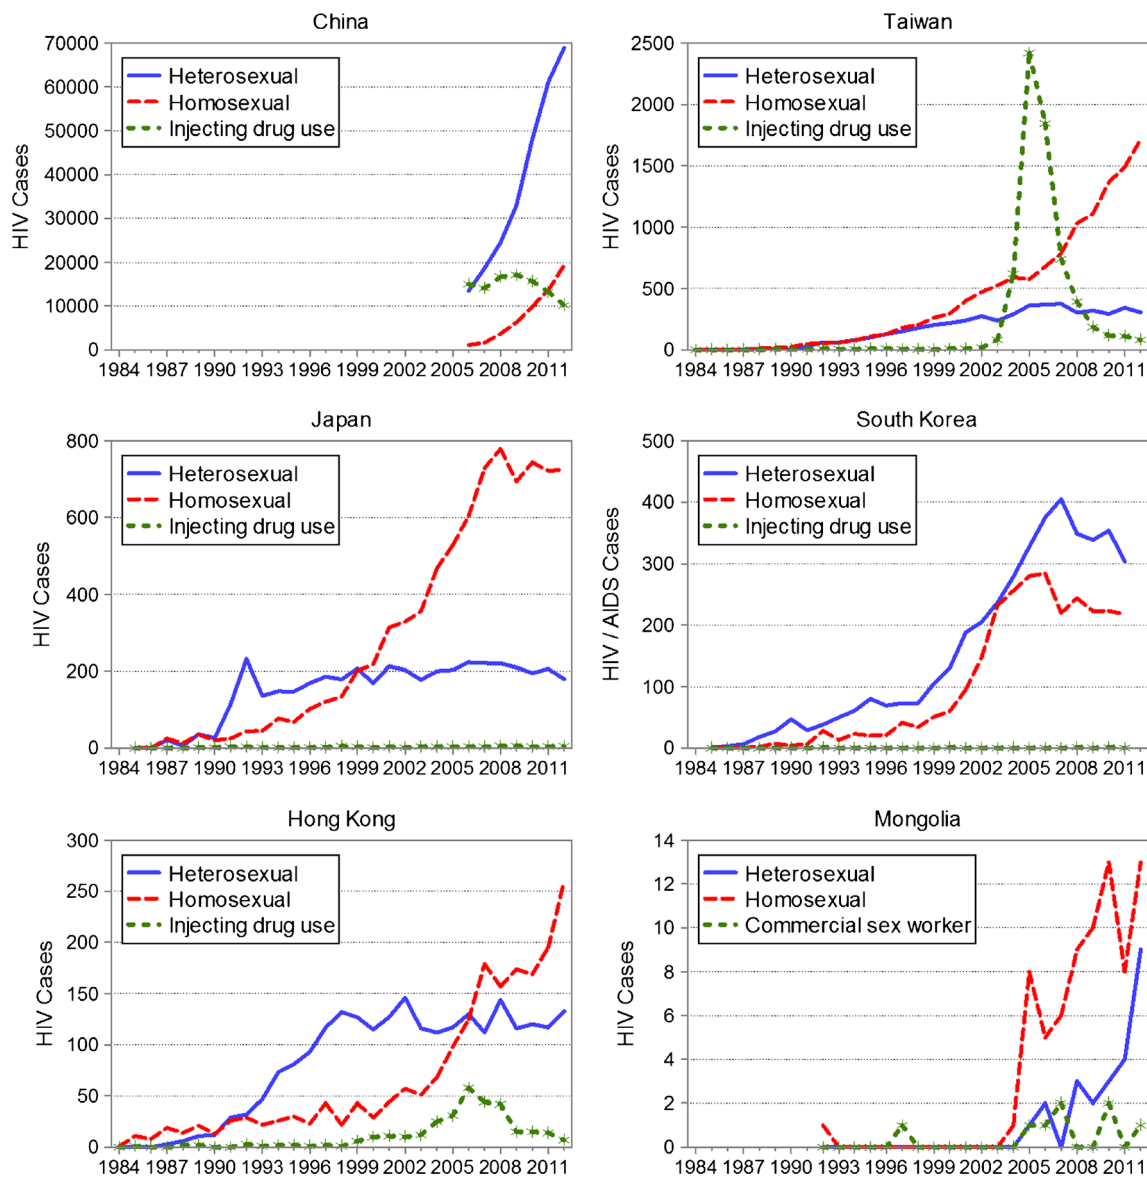 China
70000
60000
50000
40000
30000
20000
10000
0
HIV Cases
Heterosexual
Homosexual
Injecting drug use
1984 1987 1990 1993 1996 1999 2002 2005 2008 2011
Taiwan
2500
2000
1500
1000
500
0
HIV Cases
Heterosexual
Homosexual
Injecting drug use
1984 1987 1990 1993 1996 1999 2002 2005 2008 2011
Japan
800
600
400
200
0
HIV Cases
Heterosexual
Homosexual
Injecting drug use
1984 1987 1990 1993 1996 1999 2002 2005 2008 2011
South Korea
500
400
300
200
100
0
HIV / AIDS Cases
Heterosexual
Homosexual
Injecting drug use
1984 1987 1990 1993 1996 1999 2002 2005 2008 2011
Hong Kong
300
250
200
150
100
50
0
HIV Cases
Heterosexual
Homosexual
Injecting drug use
1984 1987 1990 1993 1996 1999 2002 2005 2008 2011
Mongolia
14
12
10
8
6
4
2
0
HIV Cases
Heterosexual
Homosexual
Commercial sex worker
1984 1987 1990 1993 1996 1999 2002 2005 2008 2011